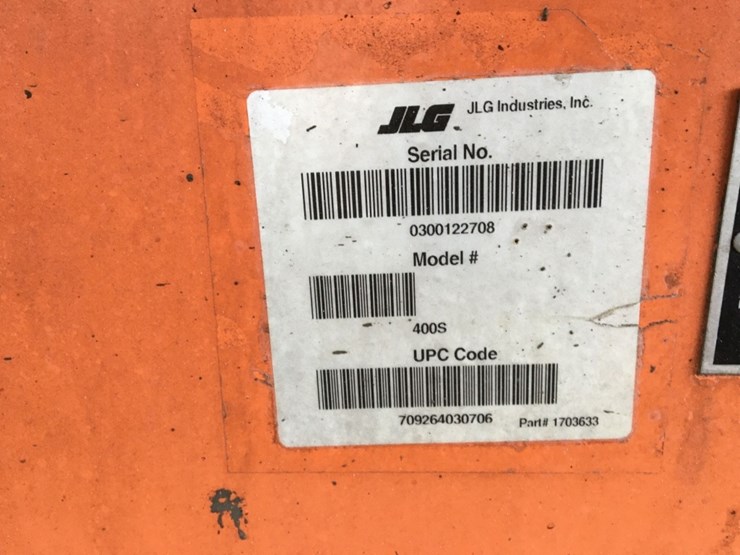 JLG JLG Industries, Inc.
Serial No.
0300122708
Model #
400S
UPC Code
709264030706 Part# 1703633